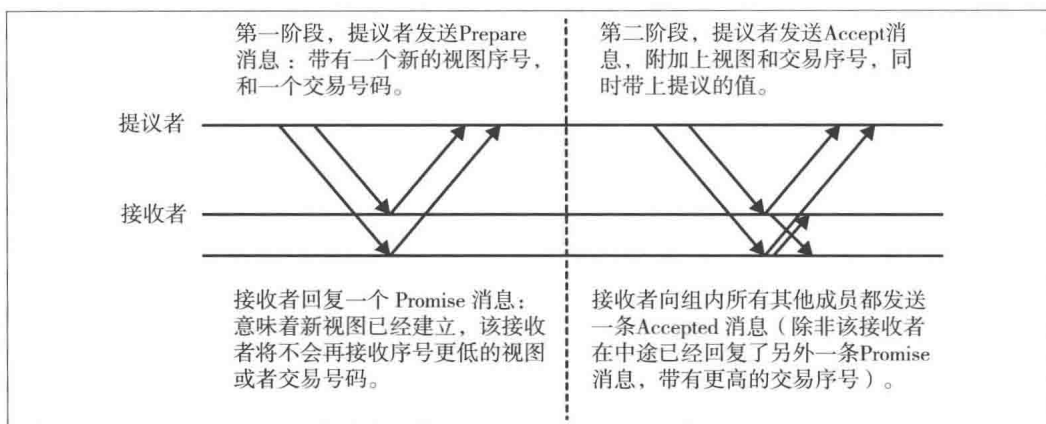 第一阶段，提议者发送Prepare
消息：带有一个新的视图序号，
和一个交易号码。
第二阶段，提议者发送Accept消
息，附加上视图和交易序号，同
时带上提议的值。
提议者
接收者
接收者回复一个 Promise 消息：
意味着新视图已经建立，该接收
者将不会再接收序号更低的视图
或者交易号码。
接收者向组内所有其他成员都发送
一条Accepted 消息（除非该接收者
在中途已经回复了另外一条Promise
消息，带有更高的交易序号）。